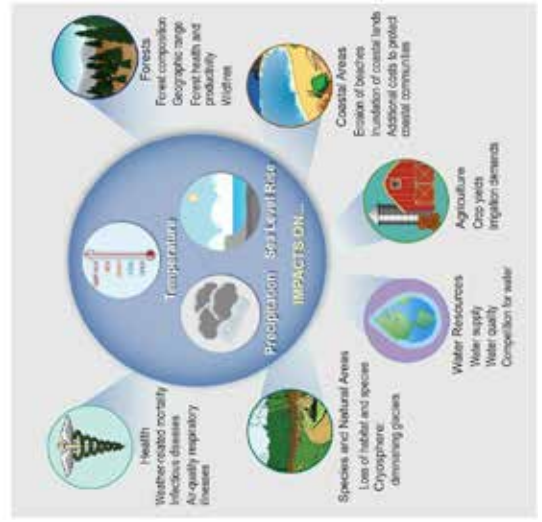 Temperature
Precipitation
Sea Level Rise
IMPACTS ON...
Health
Weather-related mortality
Infectious diseases
Air-quality respiratory
illnesses
Forests
Forest composition
Geographic range
Forest health and
productivity
Wildfires
Species and Natural Areas
Loss of habitat and species
Cryosphere:
diminishing glaciers
Water Resources
Water supply
Water quality
Competition for water
Agriculture
Crop yields
Irrigation demands
Coastal Areas
Erosion of beaches
Inundation of coastal lands
Additional costs to protect
coastal communities